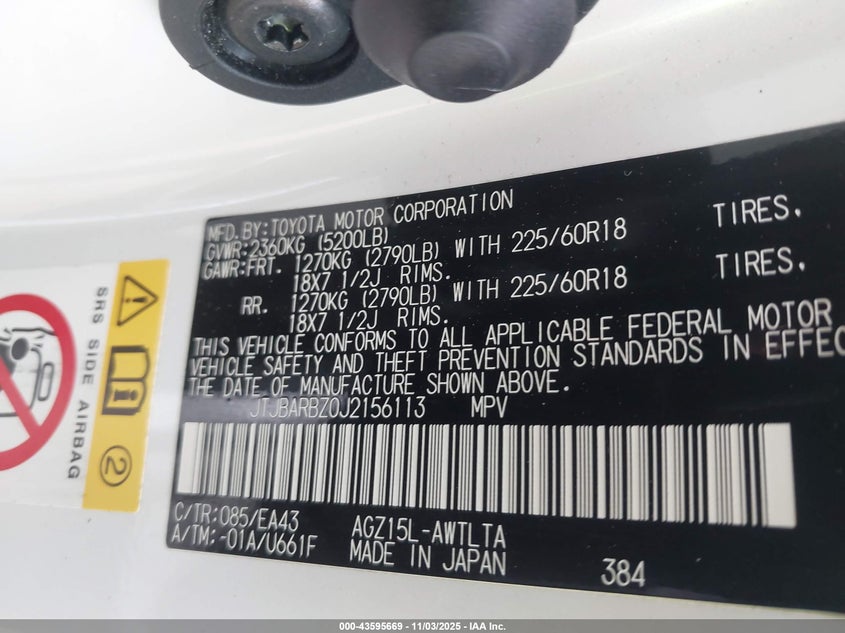 MFD. BY: TOYOTA MOTOR CORPORATION
GVWR: 2360KG (5200LB)
GAWR: FRT. 1270KG (2790LB) WITH 225/60R18 TIRES.
18X7 1/2J RIMS.
RR. 1270KG (2790LB) WITH 225/60R18 TIRES.
18X7 1/2J RIMS.
THIS VEHICLE CONFORMS TO ALL APPLICABLE FEDERAL MOTOR
VEHICLE SAFETY AND THEFT PREVENTION STANDARDS IN EFFEC
THE DATE OF MANUFACTURE SHOWN ABOVE.
JTJBARBZ0J2156113 MPV
C/TR: 085/EA43 AGZ15L-AWTLTA
A/TM: -01A/U661F MADE IN JAPAN 384
SRS SIDE AIRBAG
2
000-43595669 - 11/03/2025 - IAA Inc.